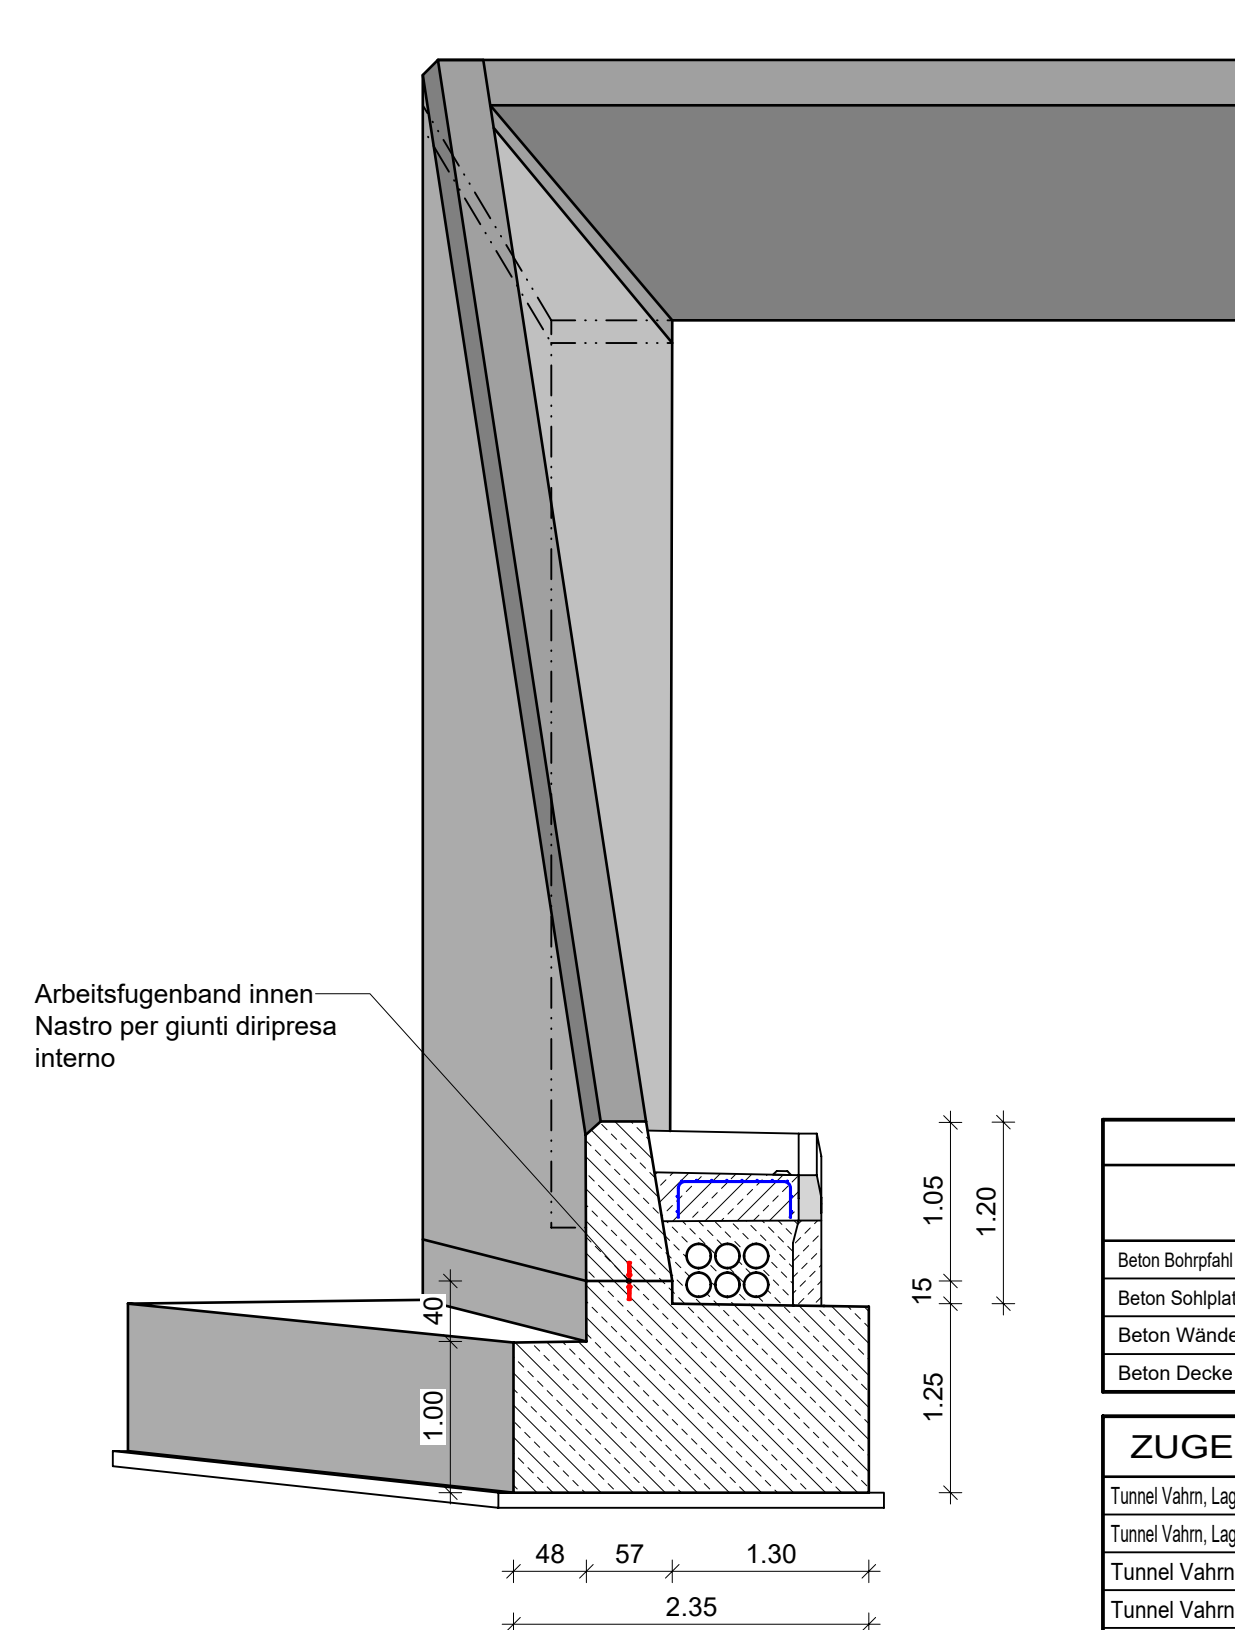 Arbeitsfugenband innen
Nastro per giunti diripresa
interno
40
1.00
1.05
1.20
15
1.25
48 57 1.30
2.35
Beton Bohrpfahl
Beton Sohlplat
Beton Wände
Beton Decke
ZUGE
Tunnel Vahrn, Lag
Tunnel Vahrn, Lag
Tunnel Vahrn
Tunnel Vahrn